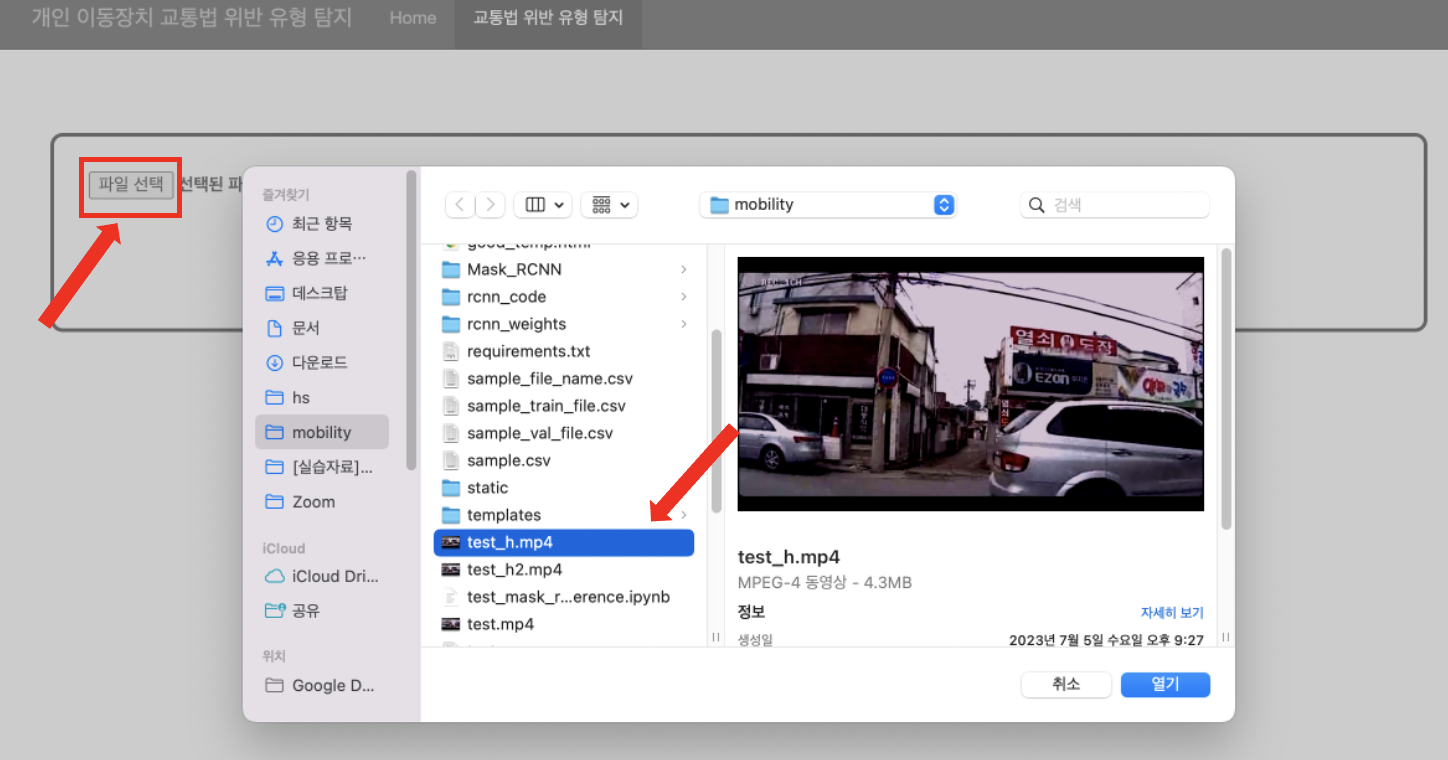 개인 이동장치 교통법 위반 유형 탐지
Home
교통법 위반 유형 탐지
파일 선택
선택된 파
즐겨찾기
최근 항목
응용 프로…
데스크탑
문서
다운로드
hs
mobility
[실습자료]...
Zoom
iCloud
iCloud Dri...
공유
위치
Google D...
mobility
검색
good_temp.html
Mask_RCNN
rcnn_code
rcnn_weights
requirements.txt
sample_file_name.csv
sample_train_file.csv
sample_val_file.csv
sample.csv
static
templates
test_h.mp4
test_h2.mp4
test_mask_r...erence.ipynb
test.mp4
REC 1CH
열쇠 도장
EZON
열쇠
test_h.mp4
MPEG-4 동영상 - 4.3MB
정보
자세히 보기
생성일
2023년 7월 5일 수요일 오후 9:27
취소
열기